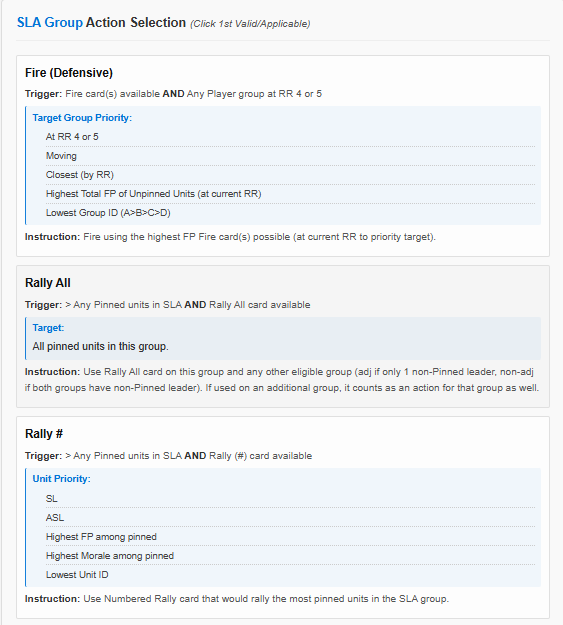 SLA Group Action Selection (Click 1st Valid/Applicable)
Fire (Defensive)
Trigger: Fire card(s) available AND Any Player group at RR 4 or 5
Target Group Priority:
At RR 4 or 5
Moving
Closest (by RR)
Highest Total FP of Unpinned Units (at current RR)
Lowest Group ID (A>B>C>D)
Instruction: Fire using the highest FP Fire card(s) possible (at current RR to priority target).
Rally All
Trigger: > Any Pinned units in SLA AND Rally All card available
Target:
All pinned units in this group.
Instruction: Use Rally All card on this group and any other eligible group (adj if only 1 non-Pinned leader, non-adj
if both groups have non-Pinned leader). If used on an additional group, it counts as an action for that group as well.
Rally #
Trigger: > Any Pinned units in SLA AND Rally (#) card available
Unit Priority:
SL
ASL
Highest FP among pinned
Highest Morale among pinned
Lowest Unit ID
Instruction: Use Numbered Rally card that would rally the most pinned units in the SLA group.